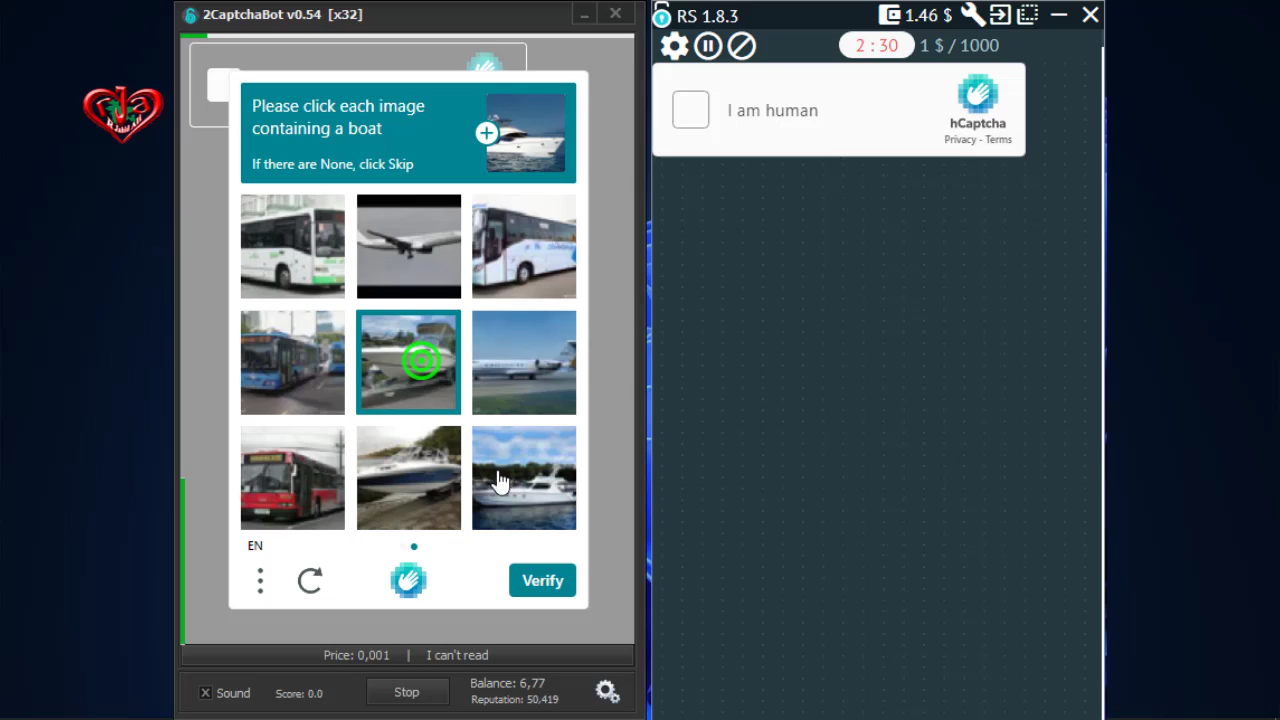 2CaptchaBot v0.54 [x32]
Please click each image
containing a boat
If there are None, click Skip
EN
Verify
Price: 0,001 | I can't read
Sound
Score: 0.0
Stop
Balance: 6,77
Reputation: 50,419
RS 1.8.3
1.46 $
2 : 30
1 $ / 1000
I am human
hCaptcha
Privacy - Terms